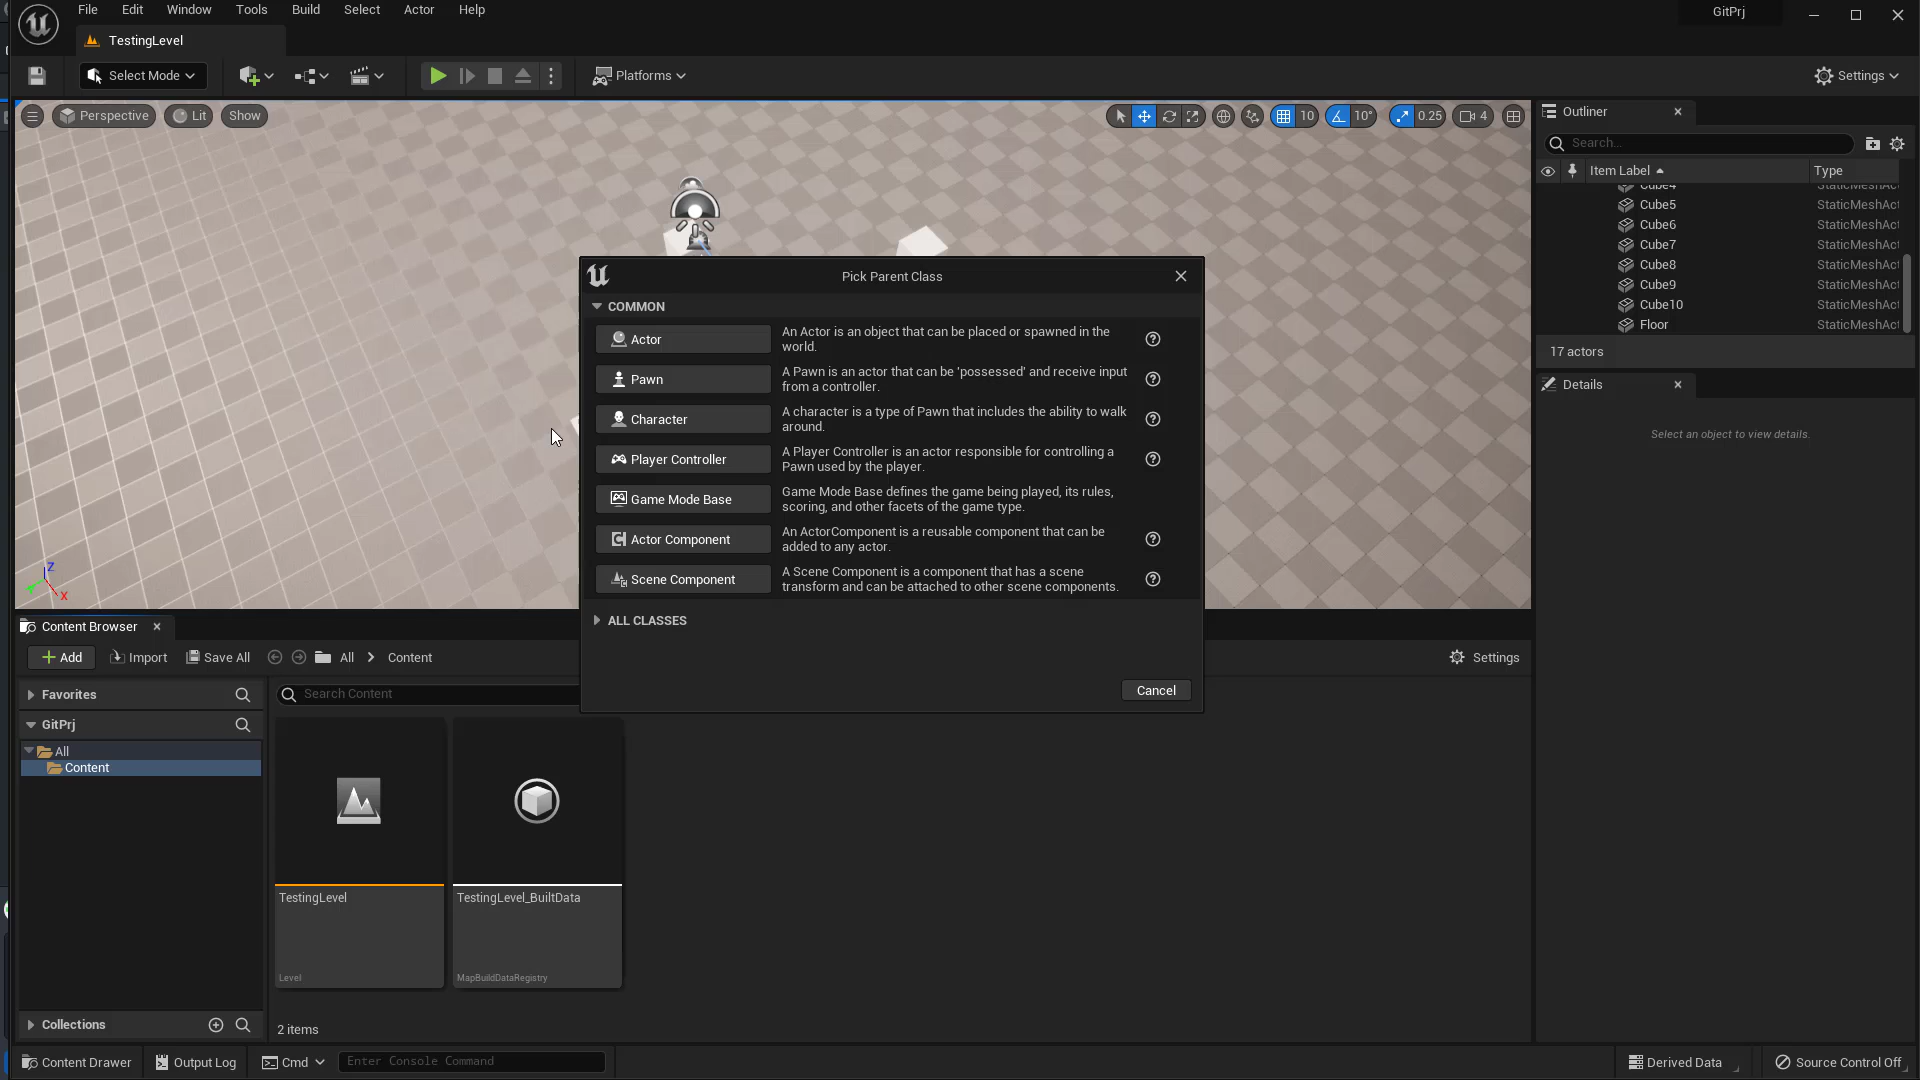 File Edit Window Tools Build Select Actor Help
GitPrj
TestingLevel
Select Mode
Platforms
Settings
Perspective
Lit
Show
10
10°
0.25
4
Outliner
Search...
Item Label
Type
Cube4 StaticMeshAct
Cube5 StaticMeshAct
Cube6 StaticMeshAct
Cube7 StaticMeshAct
Cube8 StaticMeshAct
Cube9 StaticMeshAct
Cube10 StaticMeshAct
Floor StaticMeshAct
17 actors
Details
Select an object to view details.
Pick Parent Class
COMMON
Actor
An Actor is an object that can be placed or spawned in the
world.
Pawn
A Pawn is an actor that can be 'possessed' and receive input
from a controller.
Character
A character is a type of Pawn that includes the ability to walk
around.
Player Controller
A Player Controller is an actor responsible for controlling a
Pawn used by the player.
Game Mode Base
Game Mode Base defines the game being played, its rules,
scoring, and other facets of the game type.
Actor Component
An ActorComponent is a reusable component that can be
added to any actor.
Scene Component
A Scene Component is a component that has a scene
transform and can be attached to other scene components.
ALL CLASSES
Cancel
Z
X
Content Browser
Add
Import
Save All
All
Content
Settings
Favorites
Search Content
GitPrj
All
Content
TestingLevel
Level
TestingLevel_BuiltData
MapBuildDataRegistry
Collections
2 items
Content Drawer
Output Log
Cmd
Enter Console Command
Derived Data
Source Control Off